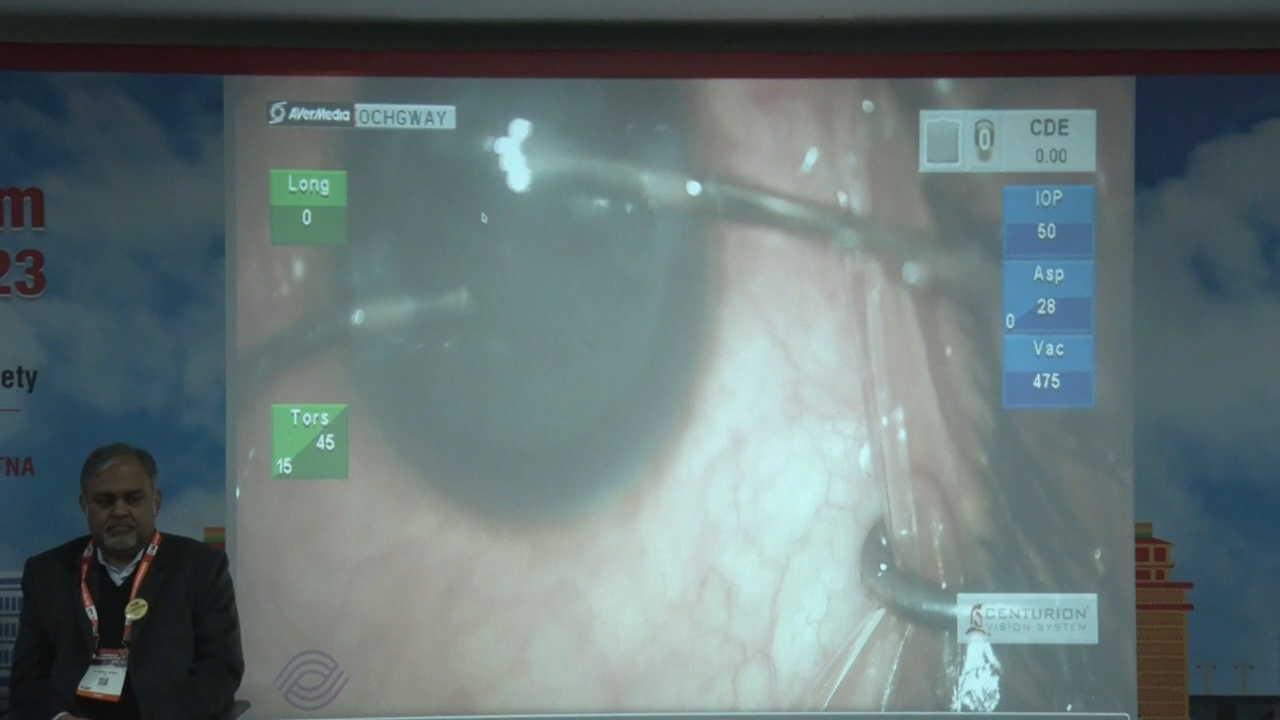 m
23
ety
TNA
AVerMedia OCHGWAY
Long
0
Tors
45
15
0 CDE
0.00
IOP
50
Asp
28
0
Vac
475
CENTURION
VISION SYSTEM